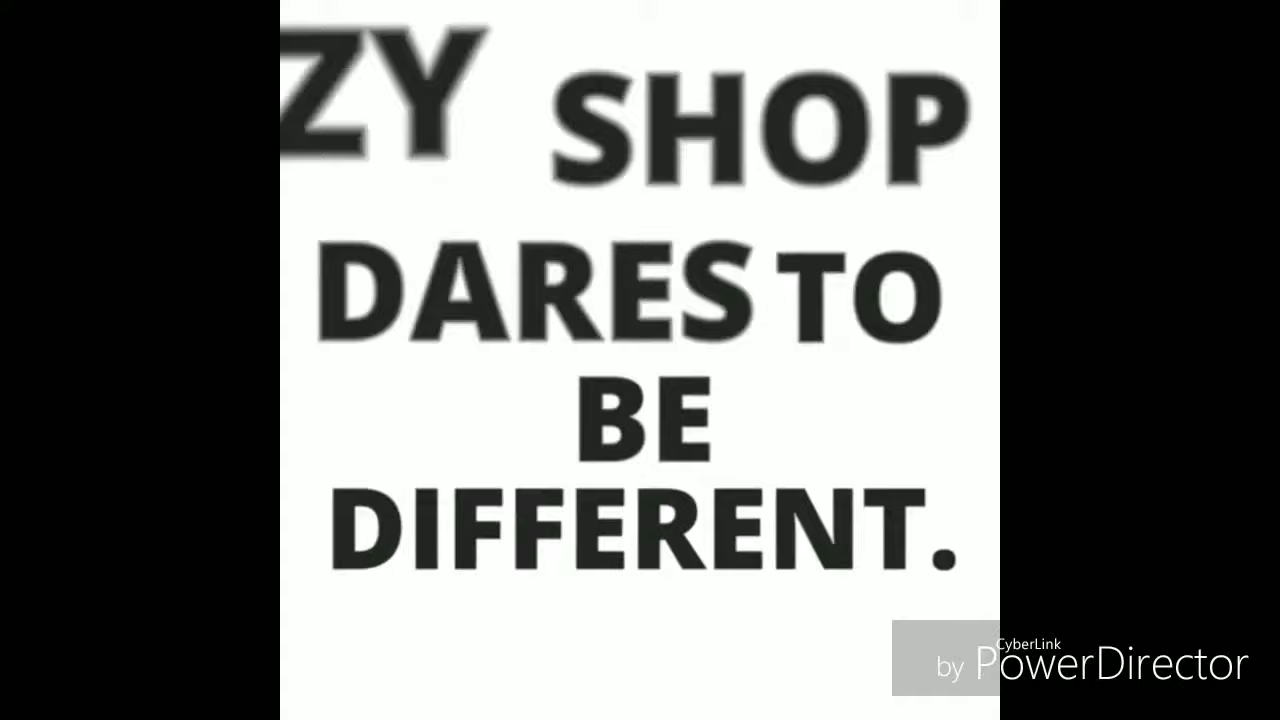 ZY SHOP
DARES TO
BE
DIFFERENT.
CyberLink
by PowerDirector